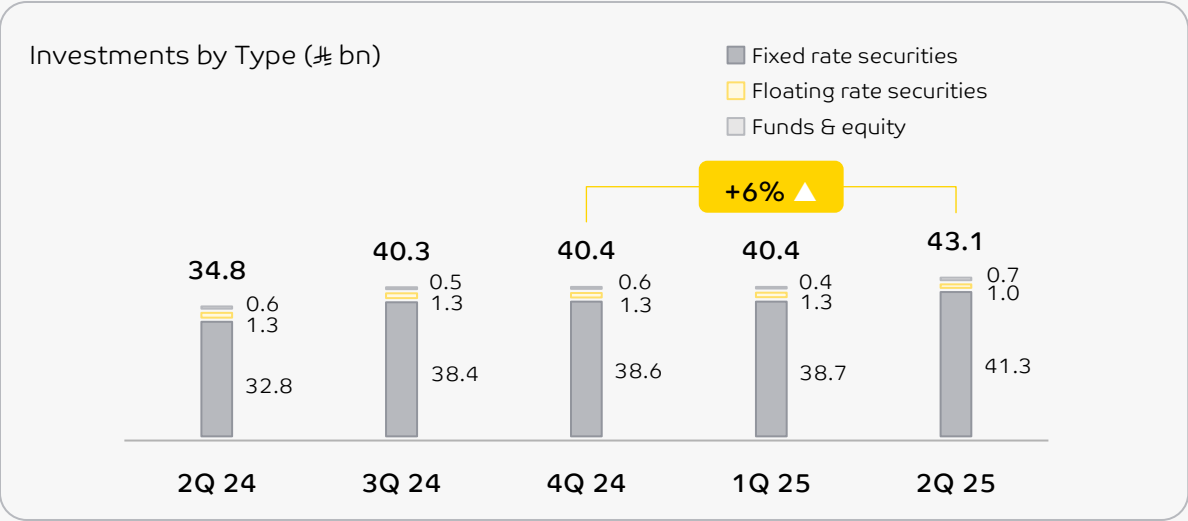 Investments by Type (⃁ bn)
Fixed rate securities
Floating rate securities
Funds & equity
+6%
34.8
40.3
40.4
40.4
43.1
0.6
1.3
32.8
0.5
1.3
38.4
0.6
1.3
38.6
0.4
1.3
38.7
0.7
1.0
41.3
2Q 24
3Q 24
4Q 24
1Q 25
2Q 25